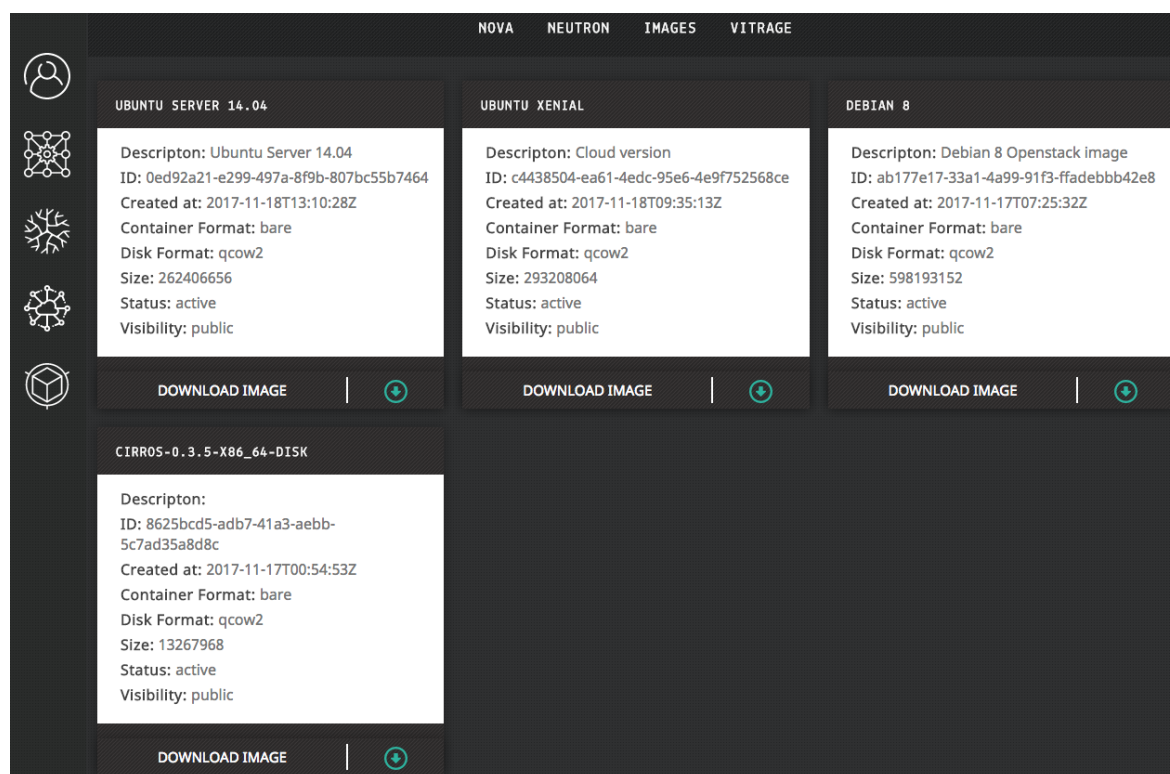 NOVA NEUTRON IMAGES VITRAGE
UBUNTU SERVER 14.04
Descripton: Ubuntu Server 14.04
ID: 0ed92a21-e299-497a-8f9b-807bc55b7464
Created at: 2017-11-18T13:10:28Z
Container Format: bare
Disk Format: qcow2
Size: 262406656
Status: active
Visibility: public
DOWNLOAD IMAGE
UBUNTU XENIAL
Descripton: Cloud version
ID: c4438504-ea61-4edc-95e6-4e9f752568ce
Created at: 2017-11-18T09:35:13Z
Container Format: bare
Disk Format: qcow2
Size: 293208064
Status: active
Visibility: public
DOWNLOAD IMAGE
DEBIAN 8
Descripton: Debian 8 Openstack image
ID: ab177e17-33a1-4a99-91f3-ffadebbb42e8
Created at: 2017-11-17T07:25:32Z
Container Format: bare
Disk Format: qcow2
Size: 598193152
Status: active
Visibility: public
DOWNLOAD IMAGE
CIRROS-0.3.5-X86_64-DISK
Descripton:
ID: 8625bcd5-adb7-41a3-aebb-
5c7ad35a8d8c
Created at: 2017-11-17T00:54:53Z
Container Format: bare
Disk Format: qcow2
Size: 13267968
Status: active
Visibility: public
DOWNLOAD IMAGE